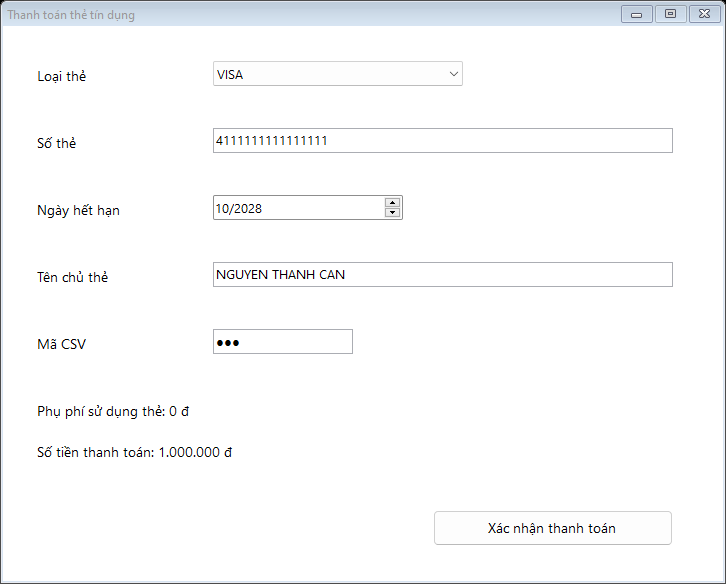 Thanh toán thẻ tín dụng
Loại thẻ VISA
Số thẻ 4111111111111111
Ngày hết hạn 10/2028
Tên chủ thẻ NGUYEN THANH CAN
Mã CSV ●●●
Phụ phí sử dụng thẻ: 0 đ
Số tiền thanh toán: 1.000.000 đ
Xác nhận thanh toán